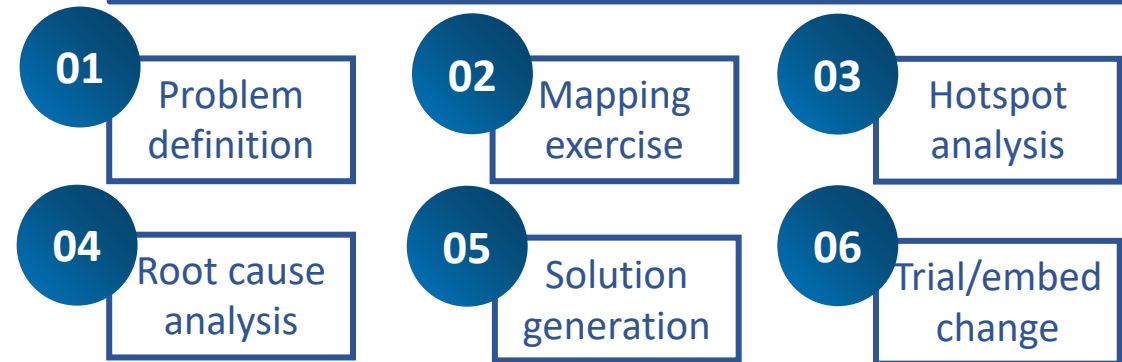 01
Problem
definition
02
Mapping
exercise
03
Hotspot
analysis
04
Root cause
analysis
05
Solution
generation
06
Trial/embed
change